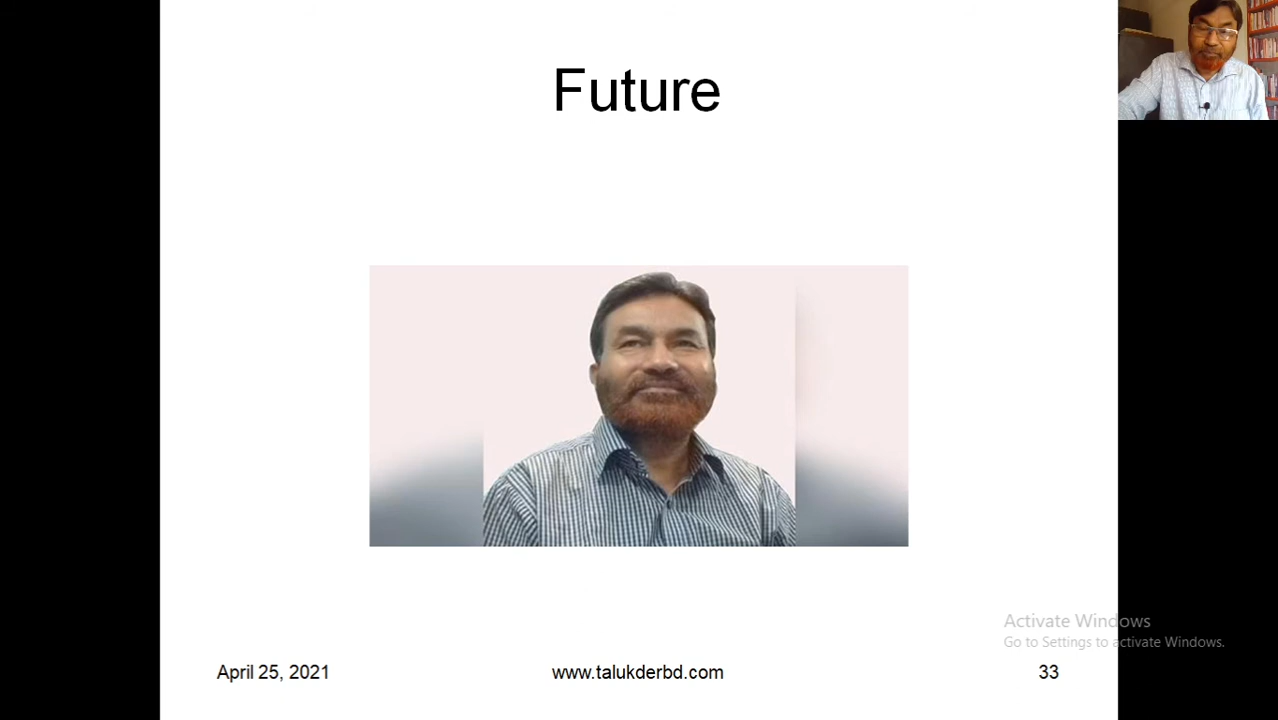 Future
Activate Windows
Go to Settings to activate Windows.
April 25, 2021
www.talukderbd.com
33